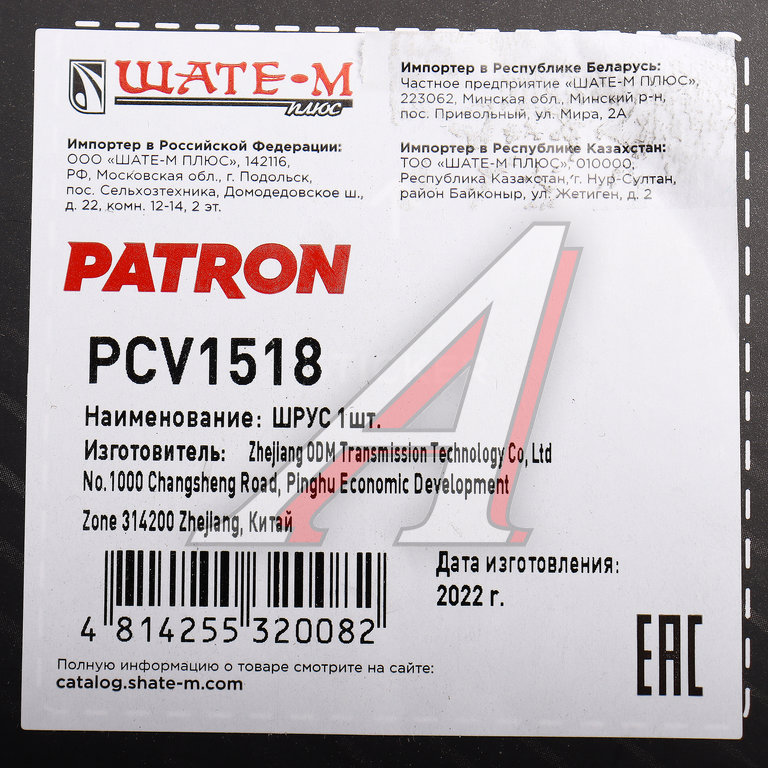 ШАТЕ-М
плюс
Импортер в Российской Федерации:
ООО «ШАТЕ-М ПЛЮС», 142116,
РФ, Московская обл., г. Подольск,
пос. Сельхозтехника, Домодедовское ш.,
д. 22, комн. 12-14, 2 эт.
Импортер в Республике Беларусь:
Частное предприятие «ШАТЕ-М ПЛЮС»,
223062, Минская обл., Минский р-н,
пос. Привольный, ул. Мира, 2А
Импортер в Республике Казахстан:
ТОО «ШАТЕ-М ПЛЮС», 010000,
Республика Казахстан, г. Нур-Султан,
район Байконыр, ул. Жетиген, д. 2
PATRON
PCV1518
Наименование: ШРУС 1шт.
Изготовитель: Zhejiang ODM Transmission Technology Co, Ltd
No.1000 Changsheng Road, Pinghu Economic Development
Zone 314200 Zhejiang, Китай
Дата изготовления:
2022 г.
4 814255 320082
EAC
Полную информацию о товаре смотрите на сайте:
catalog.shate-m.com